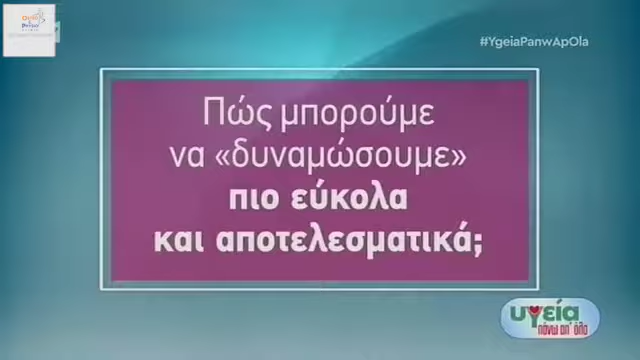 #YgeiaPanwApOla
Πώς μπορούμε
να «δυναμώσουμε»
πιο εύκολα
και αποτελεσματικά;
υγεία
πάνω απ' όλα